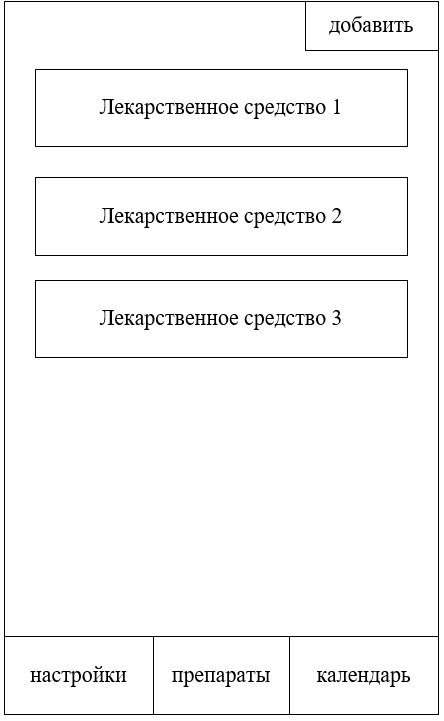 добавить
Лекарственное средство 1
Лекарственное средство 2
Лекарственное средство 3
настройки препараты календарь